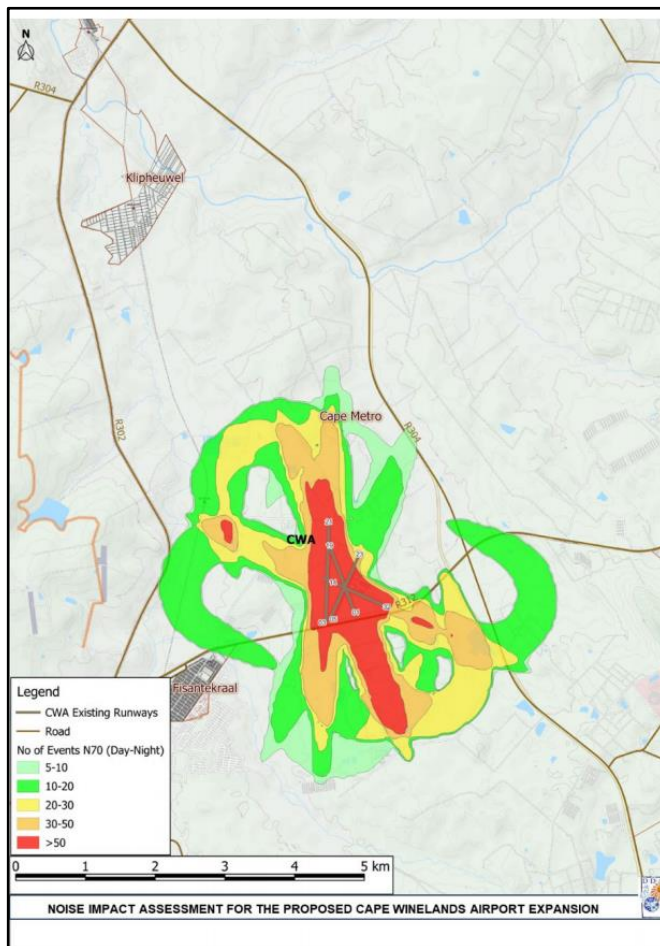 N
R304
Klipheuwel
R302
Cape Metro
R304
CWA
R312
Fisantekraal
Legend
CWA Existing Runways
Road
No of Events N70 (Day-Night)
5-10
10-20
20-30
30-50
>50
0 1 2 3 4 5 km
NOISE IMPACT ASSESSMENT FOR THE PROPOSED CAPE WINELANDS AIRPORT EXPANSION